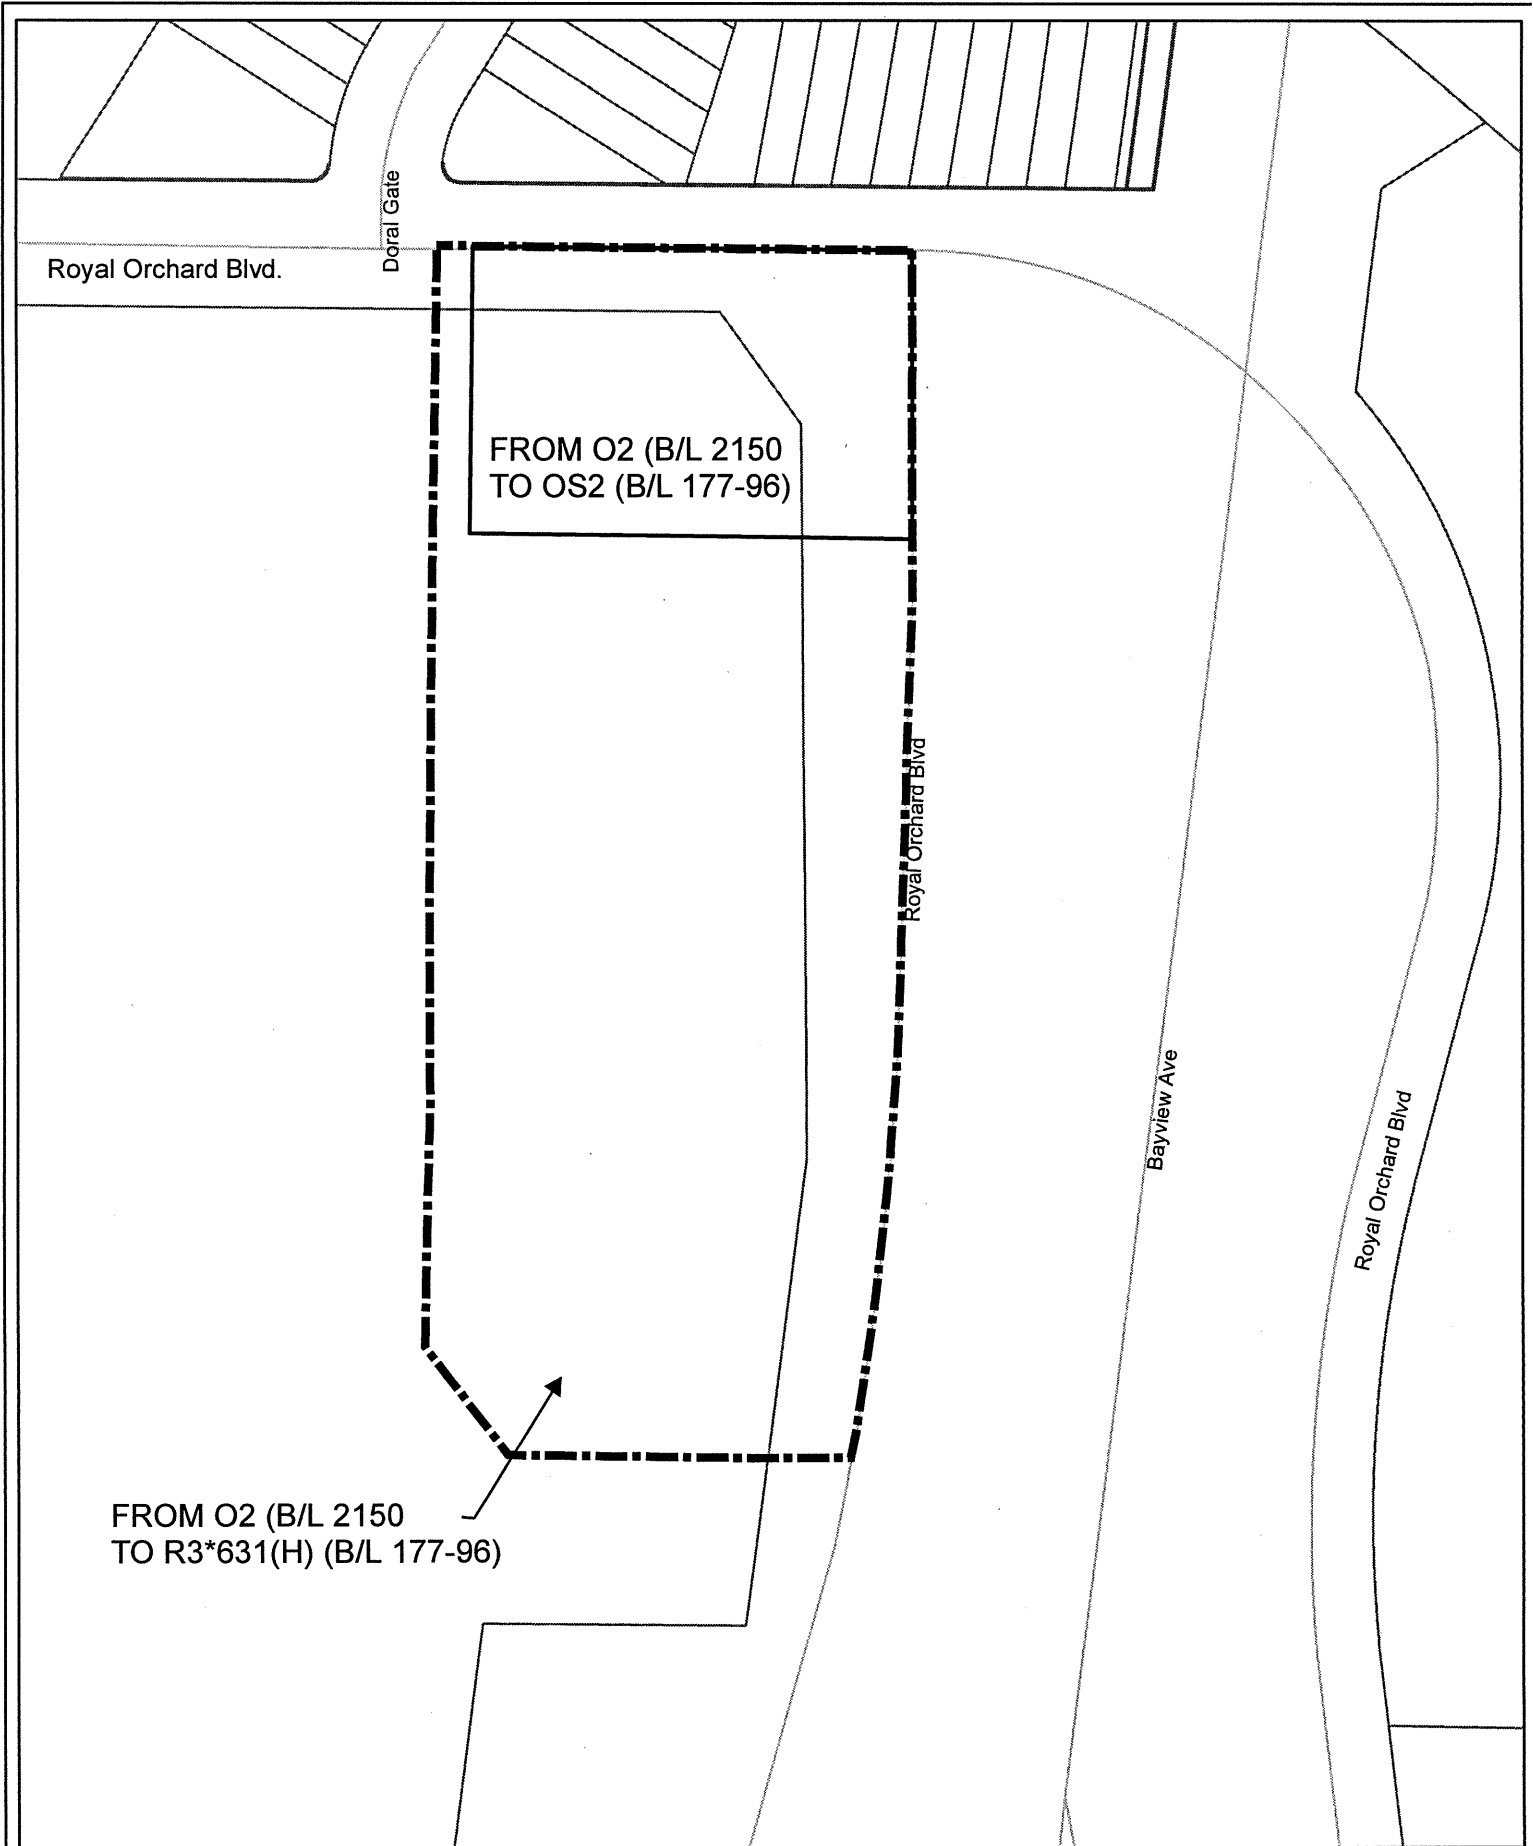 Doral Gate
Royal Orchard Blvd.
FROM O2 (B/L 2150
TO OS2 (B/L 177-96)
Royal Orchard Blvd
Bayview Ave
Royal Orchard Blvd
FROM O2 (B/L 2150
TO R3*631(H) (B/L 177-96)